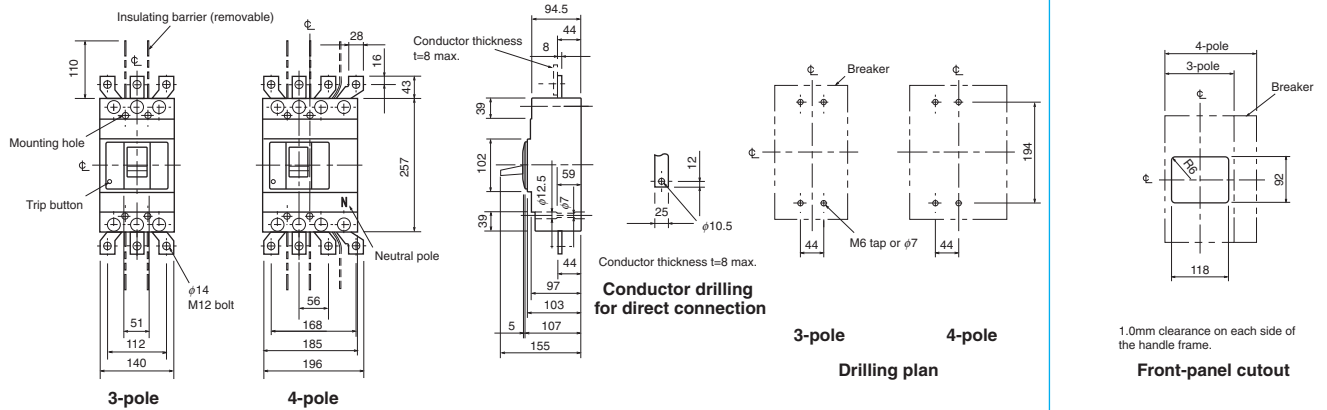 Insulating barrier (removable)
℄
℄
110
28
16
43
Mounting hole
℄
257
Trip button
N
Neutral pole
φ14
M12 bolt
51
112
140
56
168
185
196
3-pole
4-pole
94.5
44
8
Conductor thickness
t=8 max.
39
102
59
φ12.5
φ7
39
44
97
103
5
107
155
12
25
φ10.5
Conductor thickness t=8 max.
Conductor drilling
for direct connection
℄
Breaker
℄
℄
194
44
44
M6 tap or φ7
3-pole
4-pole
Drilling plan
4-pole
3-pole
℄
Breaker
R6
℄
92
118
1.0mm clearance on each side of
the handle frame.
Front-panel cutout